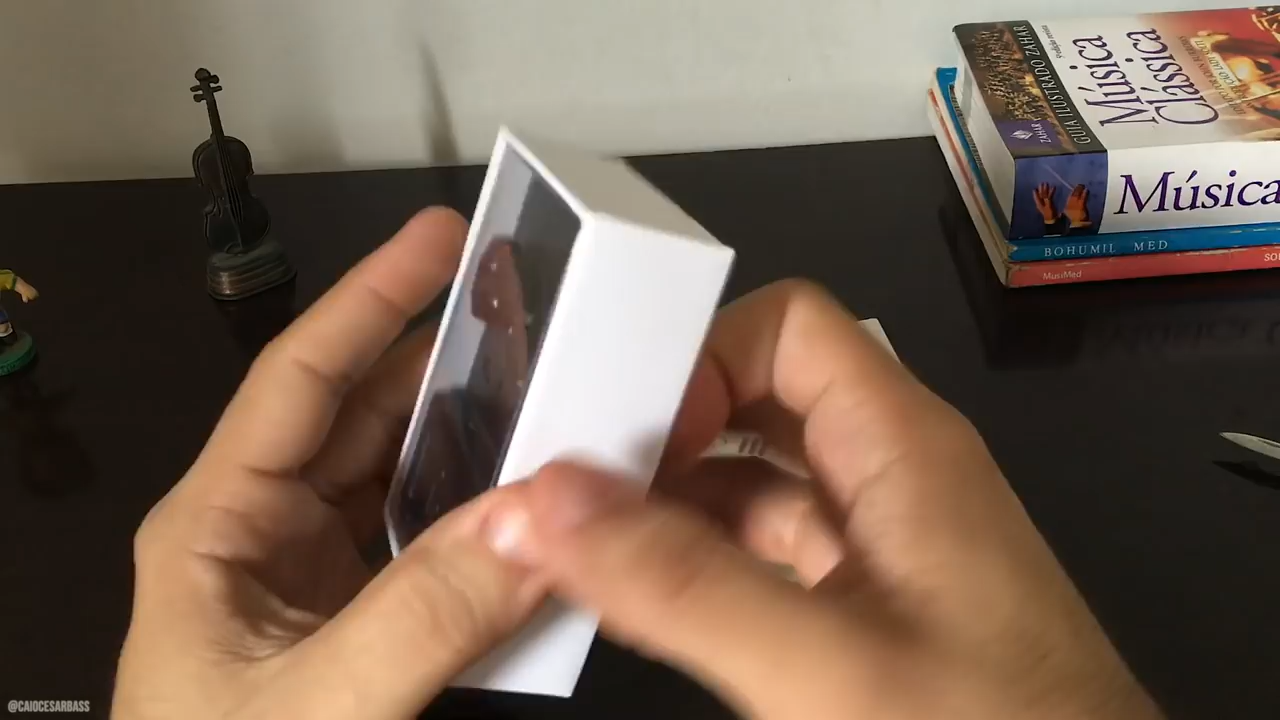 Música
Clássica
GUIA ILUSTRADO ZAHAR
ZAHAR
Música
BOHUMIL MED
MusiMed
@CAIOCESARBASS